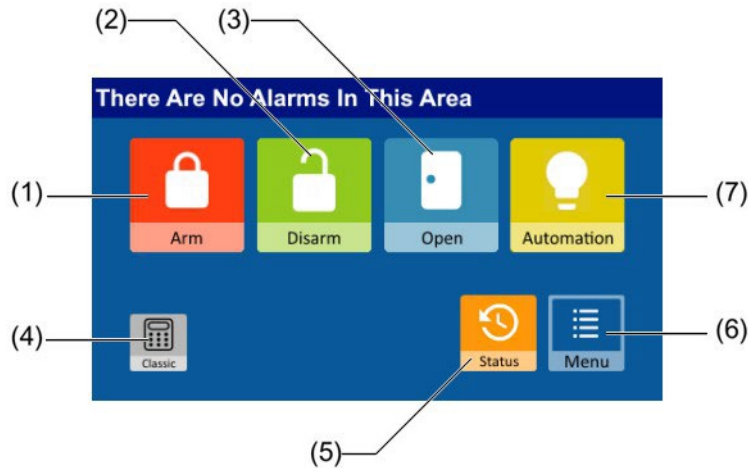 (2)
(3)
There Are No Alarms In This Area
(1)
(7)
Arm
Disarm
Open
Automation
(4)
(6)
Classic
Status
Menu
(5)